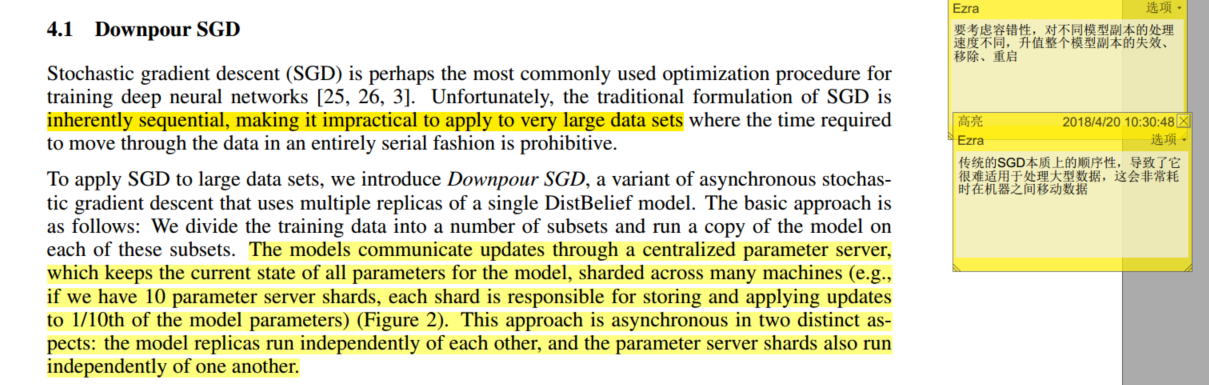 4.1 Downpour SGD
Stochastic gradient descent (SGD) is perhaps the most commonly used optimization procedure for
training deep neural networks [25, 26, 3]. Unfortunately, the traditional formulation of SGD is
inherently sequential, making it impractical to apply to very large data sets where the time required
to move through the data in an entirely serial fashion is prohibitive.
To apply SGD to large data sets, we introduce Downpour SGD, a variant of asynchronous stochas-
tic gradient descent that uses multiple replicas of a single DistBelief model. The basic approach is
as follows: We divide the training data into a number of subsets and run a copy of the model on
each of these subsets. The models communicate updates through a centralized parameter server,
which keeps the current state of all parameters for the model, sharded across many machines (e.g.,
if we have 10 parameter server shards, each shard is responsible for storing and applying updates
to 1/10th of the model parameters) (Figure 2). This approach is asynchronous in two distinct as-
pects: the model replicas run independently of each other, and the parameter server shards also run
independently of one another.
Ezra 选项
要考虑容错性，对不同模型副本的处理
速度不同，升值整个模型副本的失效、
移除、重启
高亮 2018/4/20 10:30:48
Ezra 选项
传统的SGD本质上的顺序性，导致了它
很难适用于处理大型数据，这会非常耗
时在机器之间移动数据